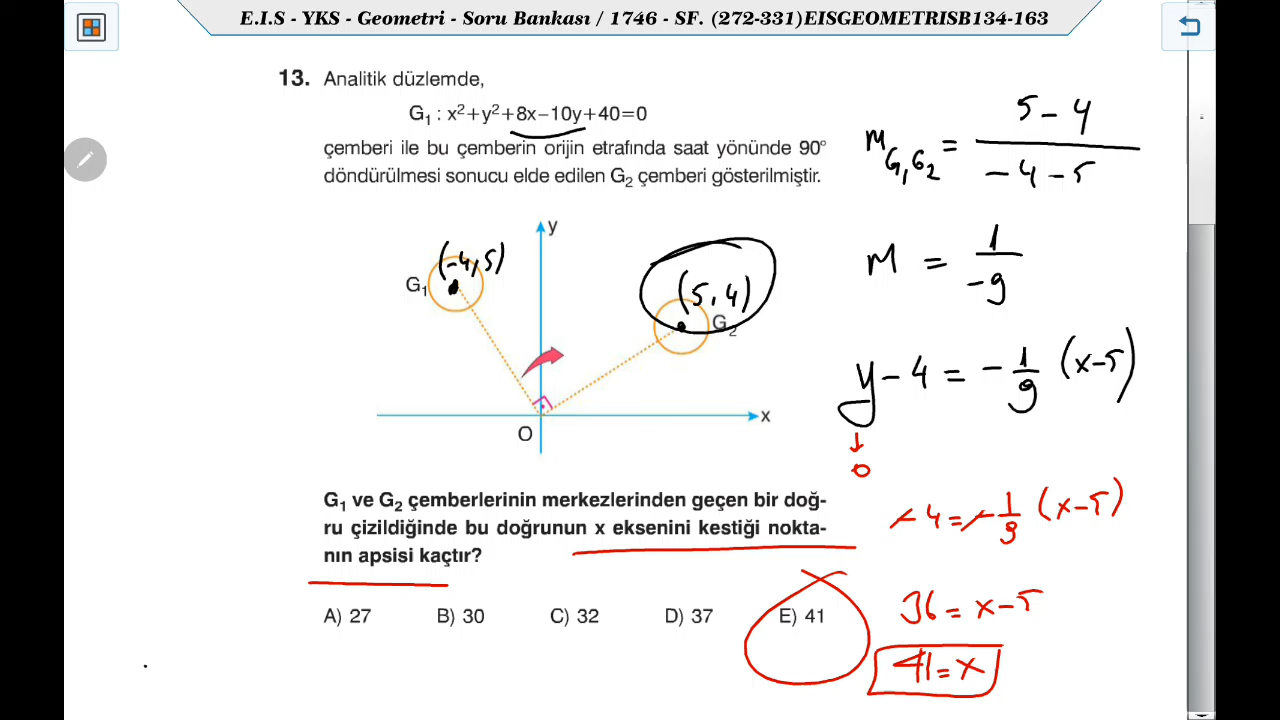 E.I.S - YKS - Geometri - Soru Bankası / 1746 - SF. (272-331)EISGEOMETRISB134-163
13. Analitik düzlemde,
G₁ : x²+y²+8x−10y+40=0
çemberi ile bu çemberin orijin etrafında saat yönünde 90°
döndürülmesi sonucu elde edilen G₂ çemberi gösterilmiştir.
y
(-4,5)
G₁
(5,4)
G₂
x
O
G₁ ve G₂ çemberlerinin merkezlerinden geçen bir doğ-
ru çizildiğinde bu doğrunun x eksenini kestiği nokta-
nın apsisi kaçtır?
A) 27 B) 30 C) 32 D) 37 E) 41
m G₁G₂ = 5-4 / -4-5
m = 1 / -9
y-4 = -1/9 (x-5)
0
-4 = -1/9 (x-5)
36 = x-5
41 = x